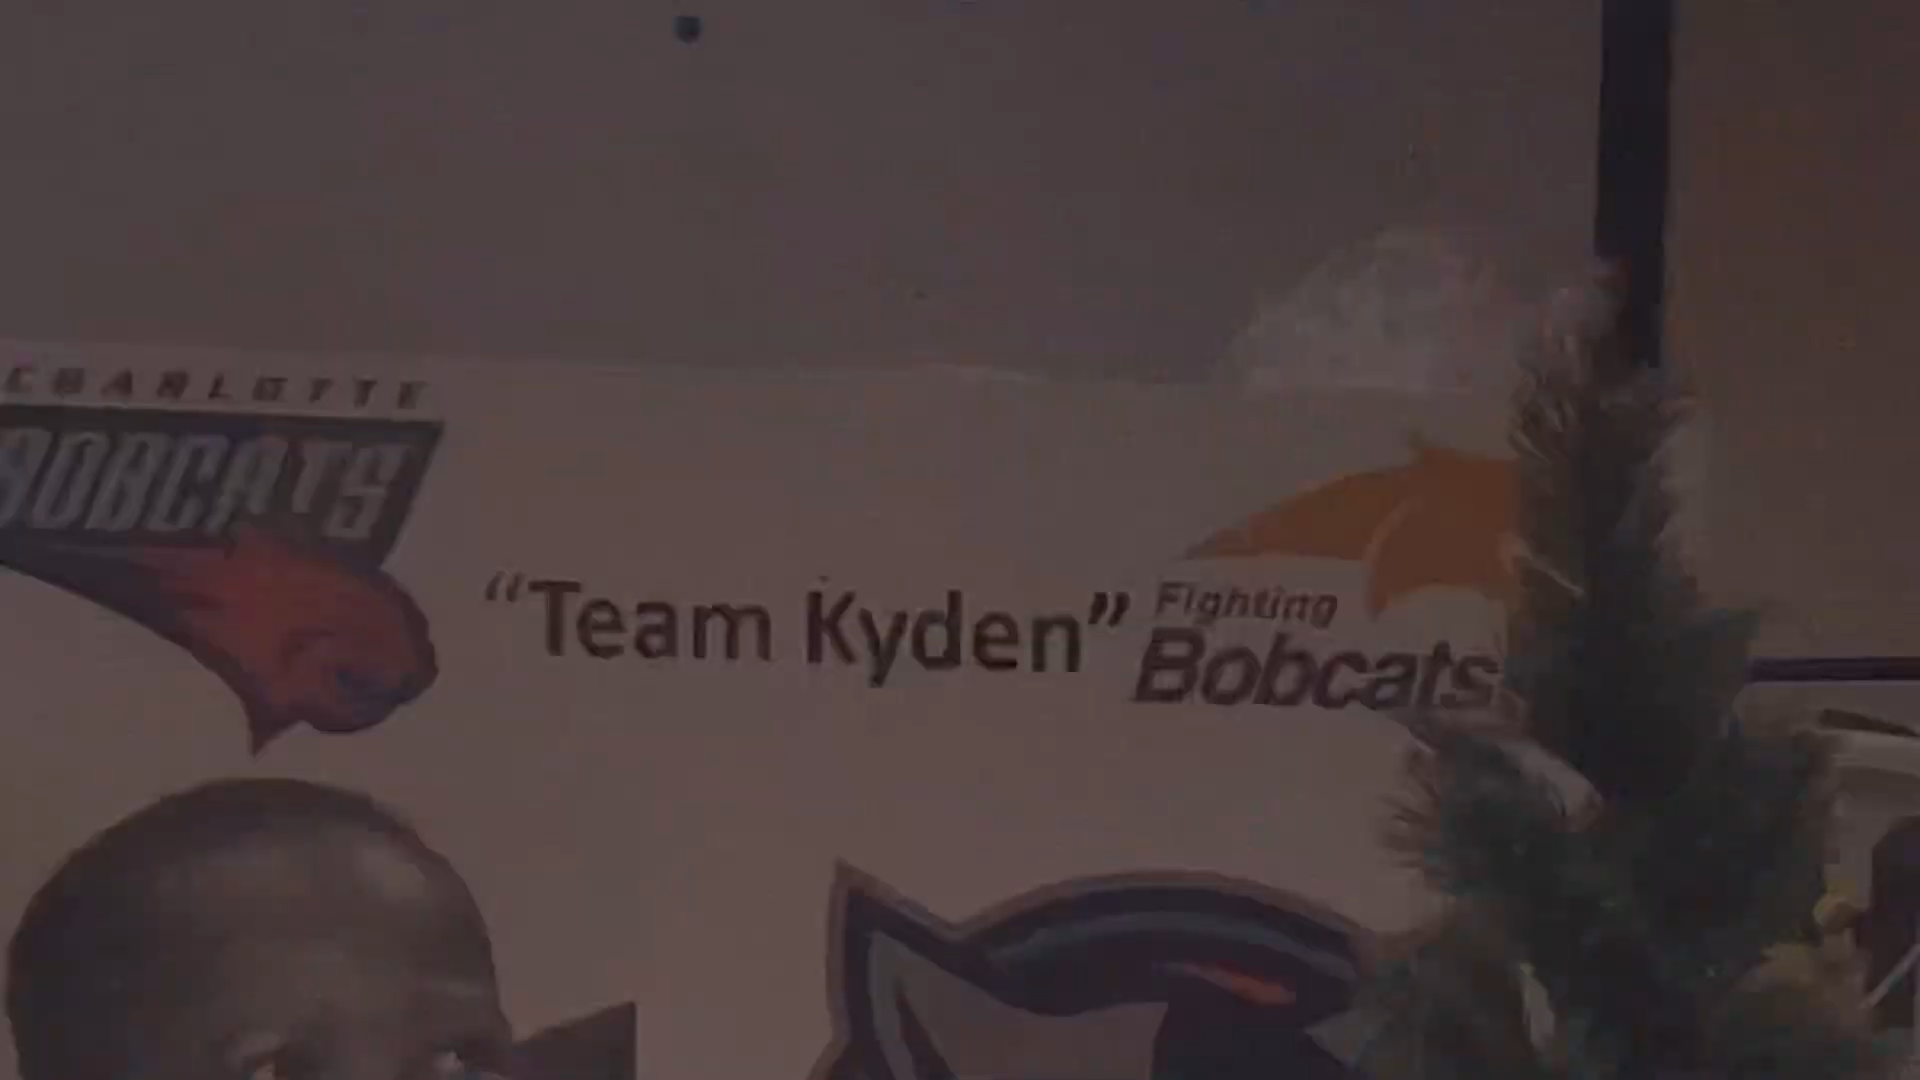 CHARLOTTE
BOBCATS
“Team Kyden”
Fighting
Bobcats